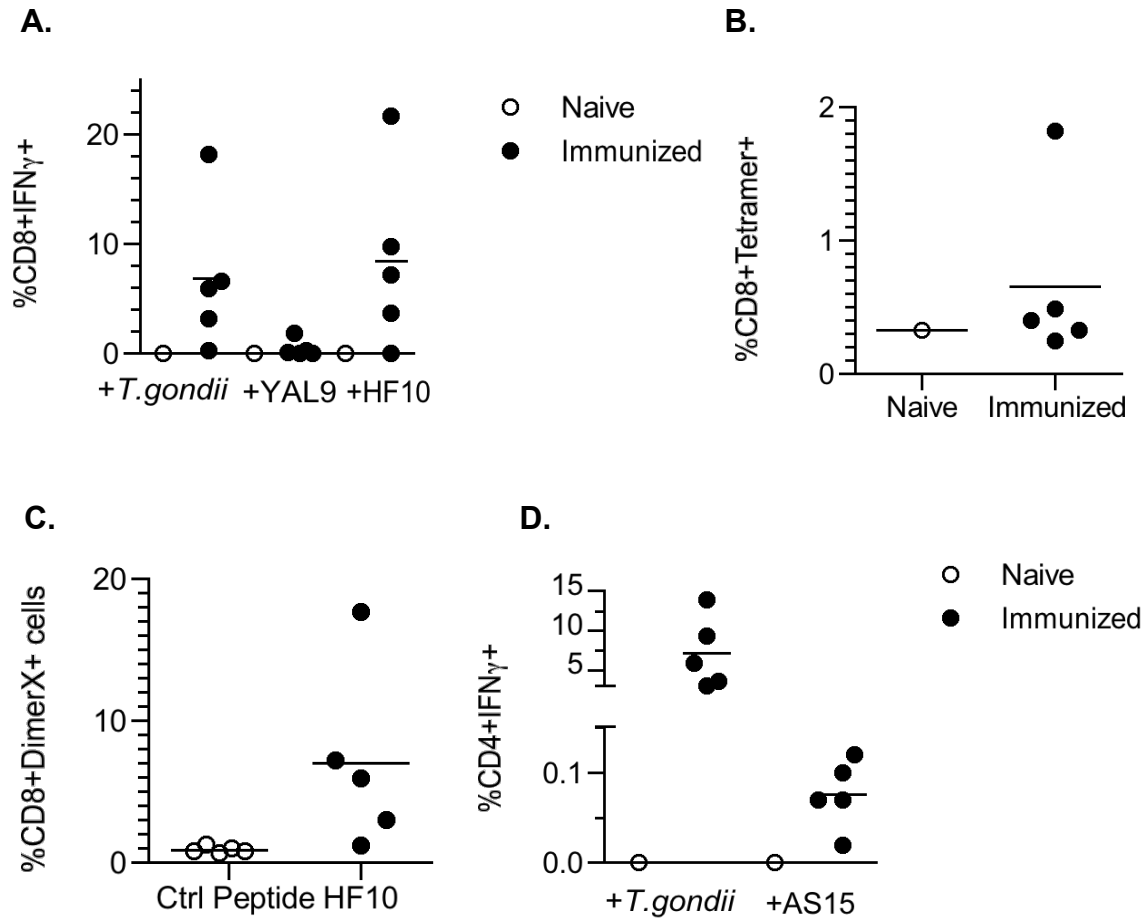 A.
%CD8+IFNγ+
20
10
0
+T.gondii +YAL9 +HF10
Naive
Immunized
B.
%CD8+Tetramer+
2
1
0
Naive Immunized
C.
%CD8+DimerX+ cells
20
10
0
Ctrl Peptide HF10
D.
%CD4+IFNγ+
15
10
5
0.1
0.0
+T.gondii +AS15
Naive
Immunized